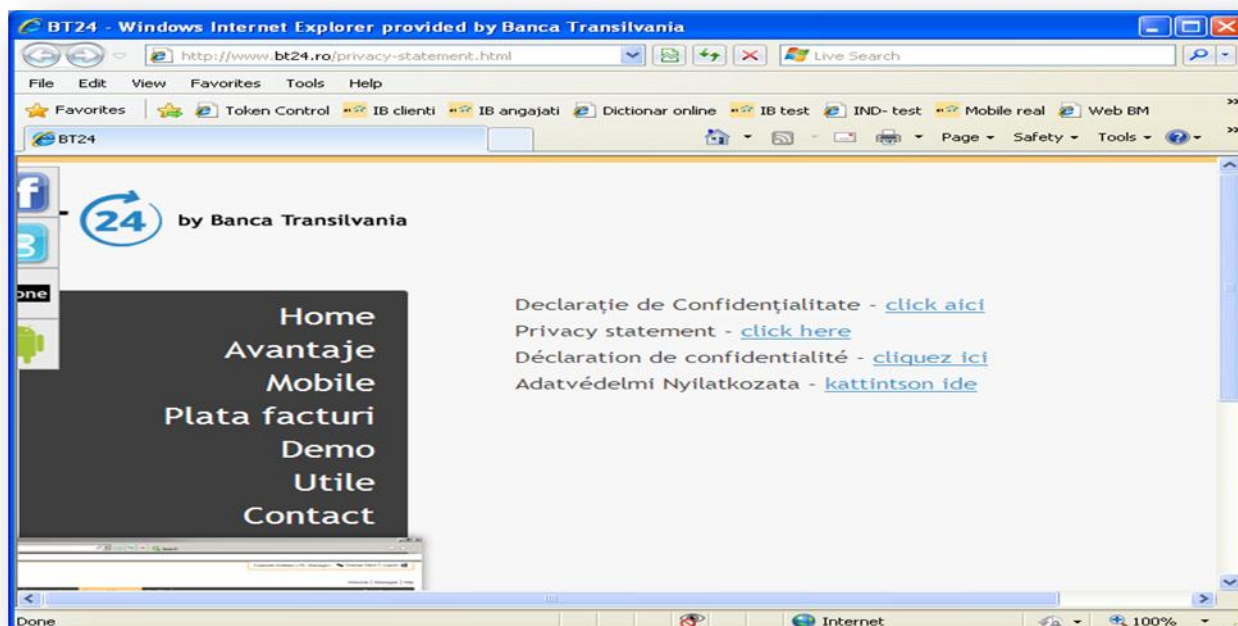 BT24 - Windows Internet Explorer provided by Banca Transilvania
http://www.bt24.ro/privacy-statement.html
Live Search
File Edit View Favorites Tools Help
Favorites Token Control IB clienti IB angajati Dictionar online IB test IND- test Mobile real Web BM
BT24 Page Safety Tools
24 by Banca Transilvania
one
Home
Avantaje
Mobile
Plata facturi
Demo
Utile
Contact
Declarație de Confidențialitate - click aici
Privacy statement - click here
Déclaration de confidentialité - cliquez ici
Adatvédelmi Nyilatkozata - kattintson ide
Done Internet 100%